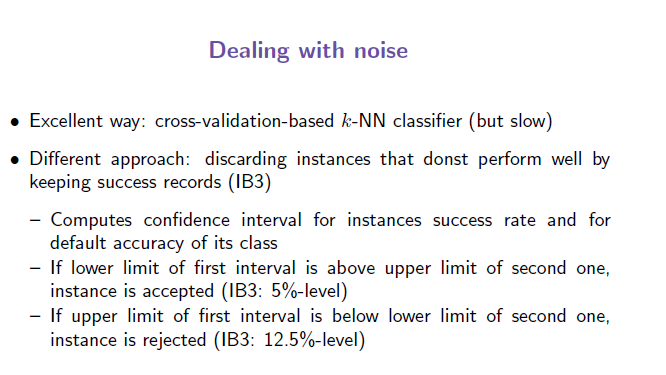 Dealing with noise
• Excellent way: cross-validation-based k-NN classifier (but slow)
• Different approach: discarding instances that donst perform well by
keeping success records (IB3)
– Computes confidence interval for instances success rate and for
default accuracy of its class
– If lower limit of first interval is above upper limit of second one,
instance is accepted (IB3: 5%-level)
– If upper limit of first interval is below lower limit of second one,
instance is rejected (IB3: 12.5%-level)